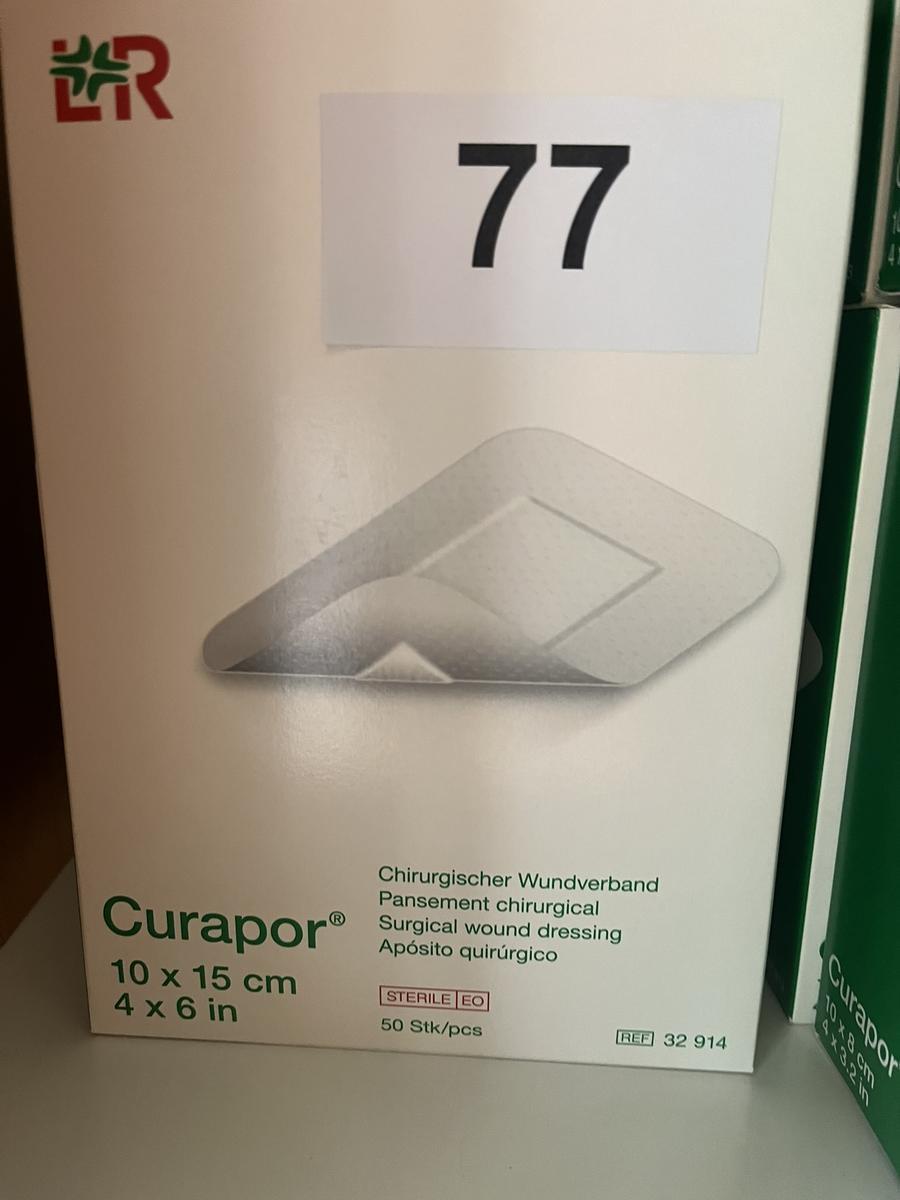 L&R
77
Chirurgischer Wundverband
Pansement chirurgical
Surgical wound dressing
Apósito quirúrgico
Curapor®
10 x 15 cm
4 x 6 in
STERILE EO
50 Stk/pcs
REF 32 914
Curapor
10 x 8 cm
4 x 3.2 in